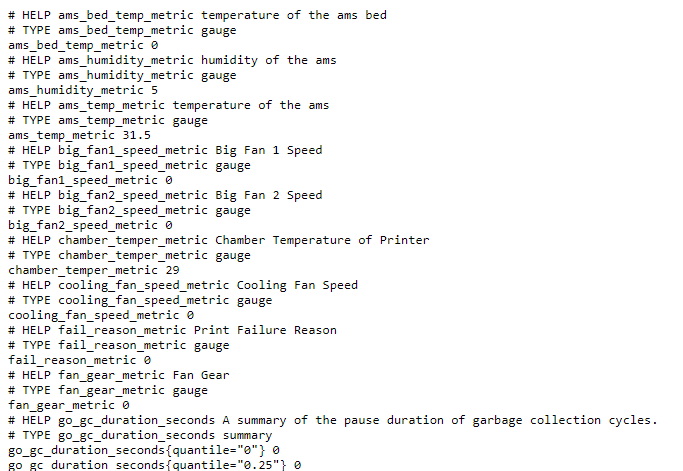 # HELP ams_bed_temp_metric temperature of the ams bed
# TYPE ams_bed_temp_metric gauge
ams_bed_temp_metric 0
# HELP ams_humidity_metric humidity of the ams
# TYPE ams_humidity_metric gauge
ams_humidity_metric 5
# HELP ams_temp_metric temperature of the ams
# TYPE ams_temp_metric gauge
ams_temp_metric 31.5
# HELP big_fan1_speed_metric Big Fan 1 Speed
# TYPE big_fan1_speed_metric gauge
big_fan1_speed_metric 0
# HELP big_fan2_speed_metric Big Fan 2 Speed
# TYPE big_fan2_speed_metric gauge
big_fan2_speed_metric 0
# HELP chamber_temper_metric Chamber Temperature of Printer
# TYPE chamber_temper_metric gauge
chamber_temper_metric 29
# HELP cooling_fan_speed_metric Cooling Fan Speed
# TYPE cooling_fan_speed_metric gauge
cooling_fan_speed_metric 0
# HELP fail_reason_metric Print Failure Reason
# TYPE fail_reason_metric gauge
fail_reason_metric 0
# HELP fan_gear_metric Fan Gear
# TYPE fan_gear_metric gauge
fan_gear_metric 0
# HELP go_gc_duration_seconds A summary of the pause duration of garbage collection cycles.
# TYPE go_gc_duration_seconds summary
go_gc_duration_seconds{quantile="0"} 0
go_gc_duration_seconds{quantile="0.25"} 0